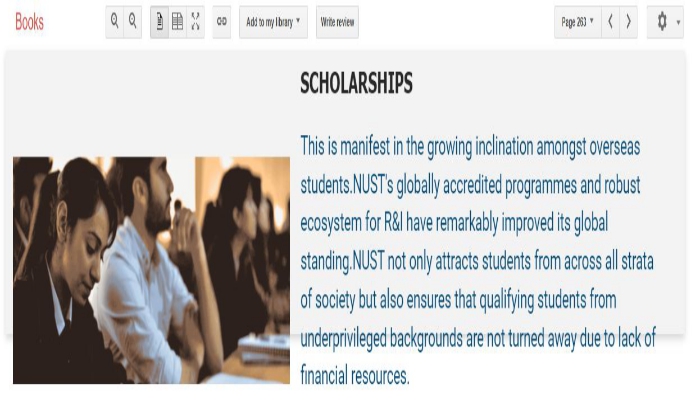 Books
Add to my library
Write review
Page 263
SCHOLARSHIPS
This is manifest in the growing inclination amongst overseas
students.NUST's globally accredited programmes and robust
ecosystem for R&I have remarkably improved its global
standing.NUST not only attracts students from across all strata
of society but also ensures that qualifying students from
underprivileged backgrounds are not turned away due to lack of
financial resources.